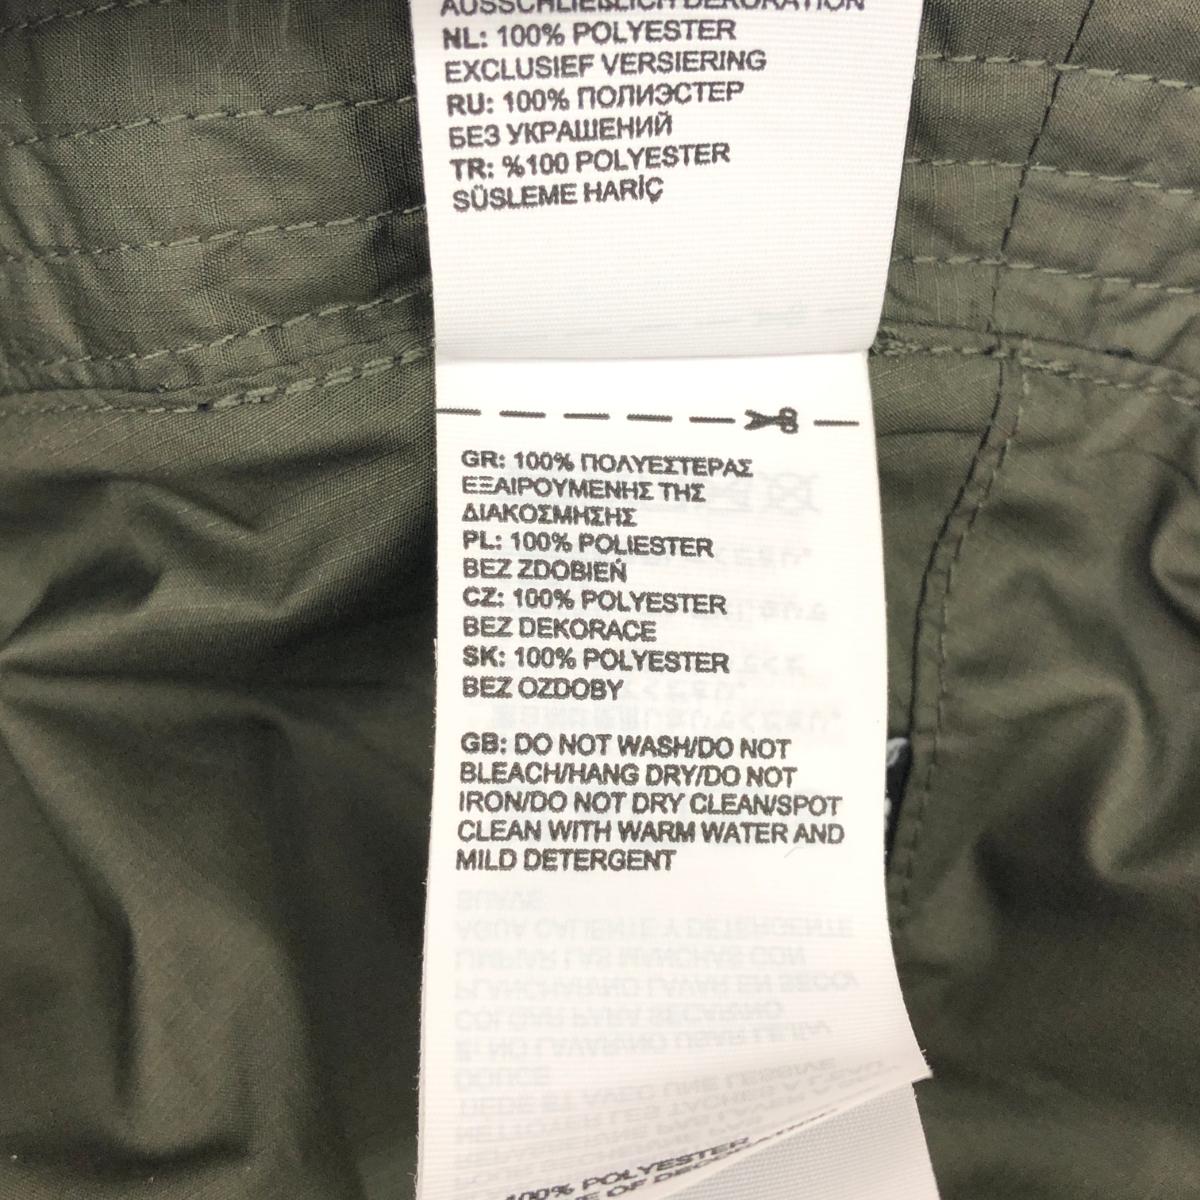 AUSSCHLIEßLICH DEKORATION
NL: 100% POLYESTER
EXCLUSIEF VERSIERING
RU: 100% ПОЛИЭСТЕР
БЕЗ УКРАШЕНИЙ
TR: %100 POLYESTER
SÜSLEME HARİÇ
GR: 100% ΠΟΛΥΕΣΤΕΡΑΣ
ΕΞΑΙΡΟΥΜΕΝΗΣ ΤΗΣ
ΔΙΑΚΟΣΜΗΣΗΣ
PL: 100% POLIESTER
BEZ ZDOBIEŃ
CZ: 100% POLYESTER
BEZ DEKORACE
SK: 100% POLYESTER
BEZ OZDOBY
GB: DO NOT WASH/DO NOT
BLEACH/HANG DRY/DO NOT
IRON/DO NOT DRY CLEAN/SPOT
CLEAN WITH WARM WATER AND
MILD DETERGENT
100% POLYESTER
OF DECORATION